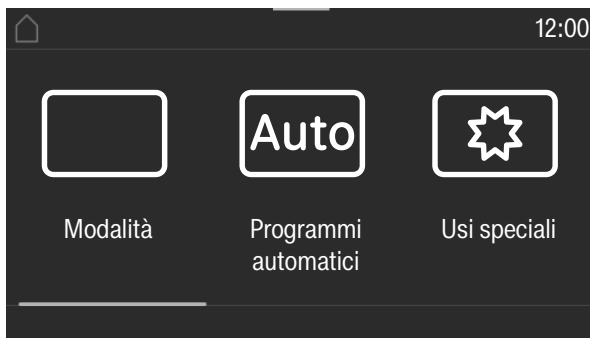 12:00
Auto
Modalità
Programmi
automatici
Usi speciali